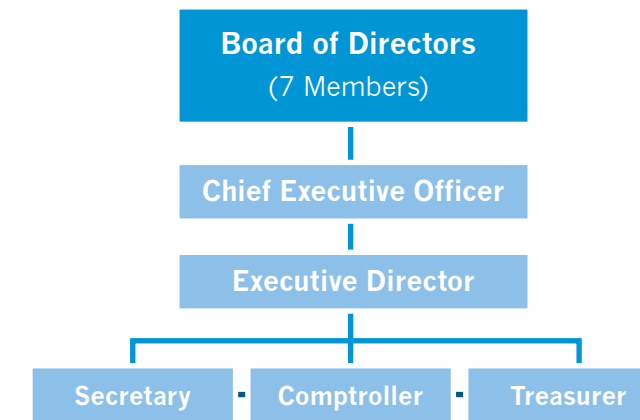 Board of Directors
(7 Members)
Chief Executive Officer
Executive Director
Secretary
Comptroller
Treasurer